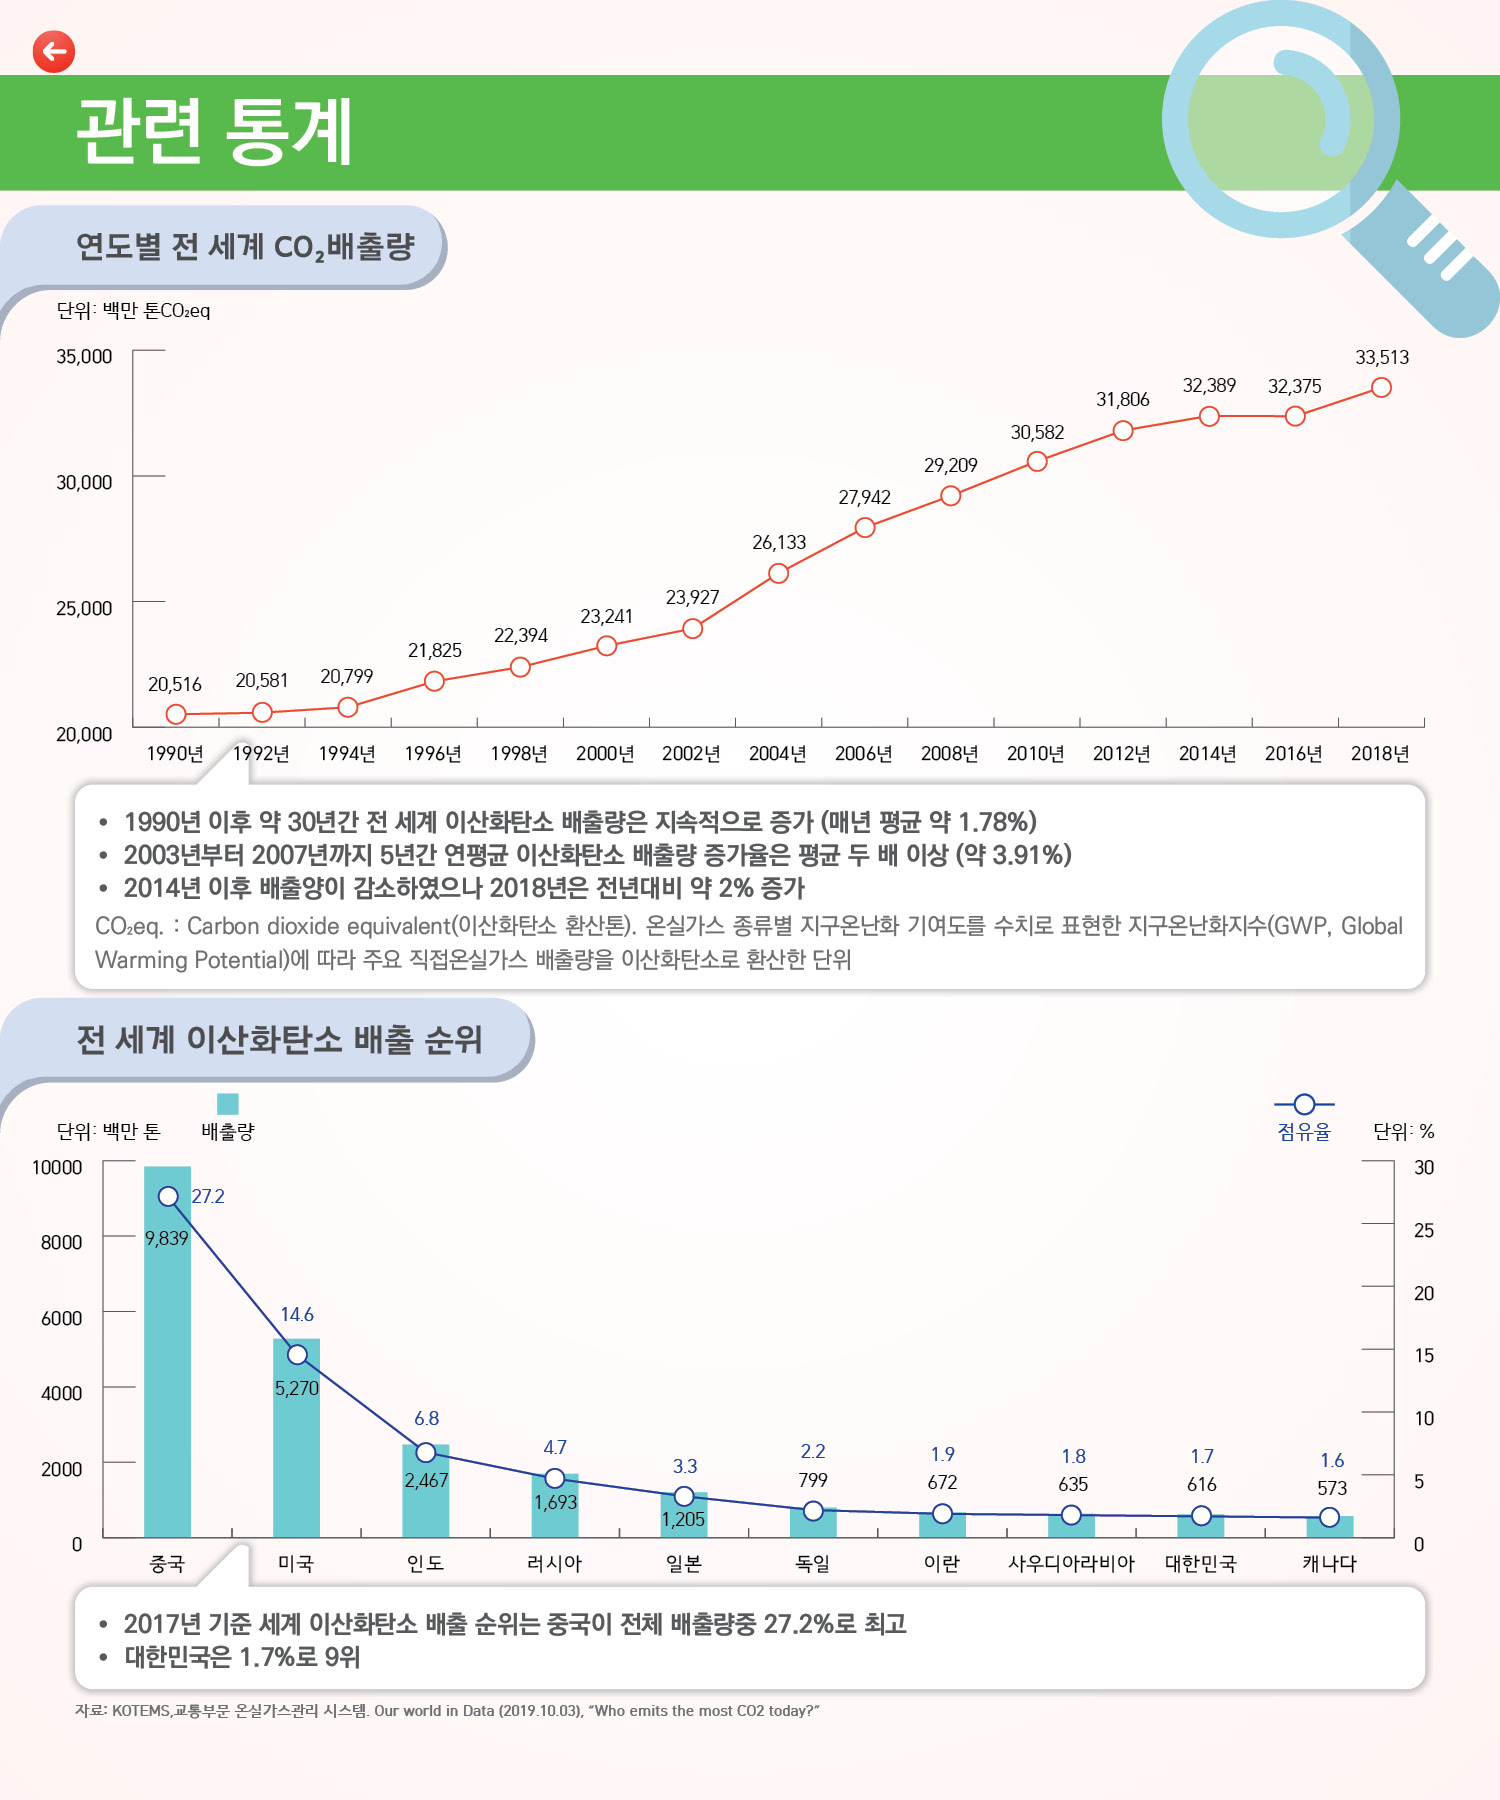 관련 통계
연도별 전 세계 CO₂배출량
단위: 백만 톤CO₂eq
35,000
30,000
25,000
20,000
20,516
20,581
20,799
21,825
22,394
23,241
23,927
26,133
27,942
29,209
30,582
31,806
32,389
32,375
33,513
1990년 1992년 1994년 1996년 1998년 2000년 2002년 2004년 2006년 2008년 2010년 2012년 2014년 2016년 2018년
• 1990년 이후 약 30년간 전 세계 이산화탄소 배출량은 지속적으로 증가 (매년 평균 약 1.78%)
• 2003년부터 2007년까지 5년간 연평균 이산화탄소 배출량 증가율은 평균 두 배 이상 (약 3.91%)
• 2014년 이후 배출양이 감소하였으나 2018년은 전년대비 약 2% 증가
CO₂eq. : Carbon dioxide equivalent(이산화탄소 환산톤). 온실가스 종류별 지구온난화 기여도를 수치로 표현한 지구온난화지수(GWP, Global
Warming Potential)에 따라 주요 직접온실가스 배출량을 이산화탄소로 환산한 단위
전 세계 이산화탄소 배출 순위
단위: 백만 톤
배출량
점유율
단위: %
10000
8000
6000
4000
2000
0
30
25
20
15
10
5
0
27.2
9,839
14.6
5,270
6.8
2,467
4.7
1,693
3.3
1,205
2.2
799
1.9
672
1.8
635
1.7
616
1.6
573
중국 미국 인도 러시아 일본 독일 이란 사우디아라비아 대한민국 캐나다
• 2017년 기준 세계 이산화탄소 배출 순위는 중국이 전체 배출량중 27.2%로 최고
• 대한민국은 1.7%로 9위
자료: KOTEMS,교통부문 온실가스관리 시스템. Our world in Data (2019.10.03), “Who emits the most CO2 today?”